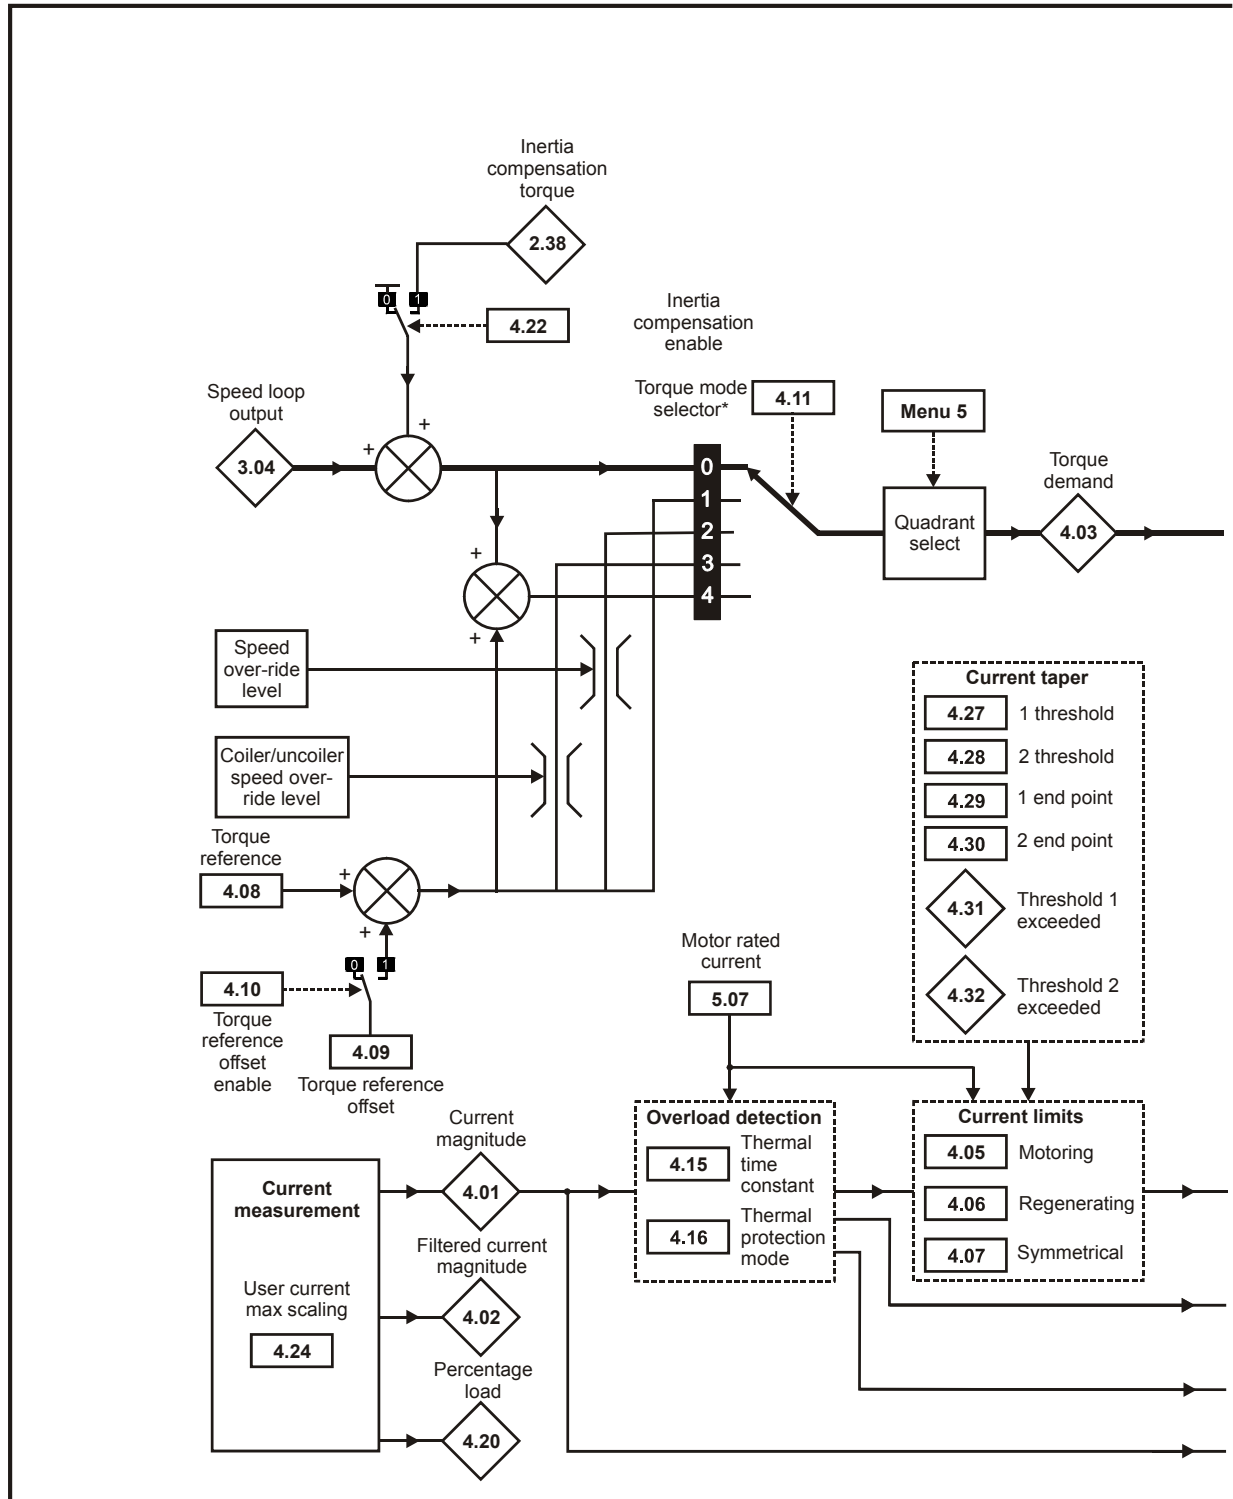 Inertia
compensation
torque
2.38
0 1
4.22
Inertia
compensation
enable
Speed loop
output
3.04
+
+
Torque mode
selector*
4.11
Menu 5
0
1
2
3
4
Quadrant
select
Torque
demand
4.03
+
+
Speed
over-ride
level
Coiler/uncoiler
speed over-
ride level
Current taper
4.27 1 threshold
4.28 2 threshold
4.29 1 end point
4.30 2 end point
4.31 Threshold 1
exceeded
4.32 Threshold 2
exceeded
Torque
reference
4.08
+
+
0 1
4.10
Torque
reference
offset
enable
4.09
Torque reference
offset
Motor rated
current
5.07
Overload detection
4.15 Thermal
time
constant
4.16 Thermal
protection
mode
Current limits
4.05 Motoring
4.06 Regenerating
4.07 Symmetrical
Current
measurement
User current
max scaling
4.24
Current
magnitude
4.01
Filtered current
magnitude
4.02
Percentage
load
4.20